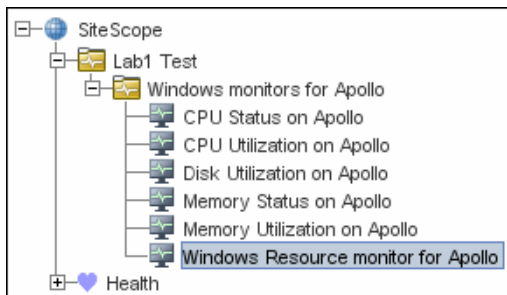 SiteScope
Lab1 Test
Windows monitors for Apollo
CPU Status on Apollo
CPU Utilization on Apollo
Disk Utilization on Apollo
Memory Status on Apollo
Memory Utilization on Apollo
Windows Resource monitor for Apollo
Health